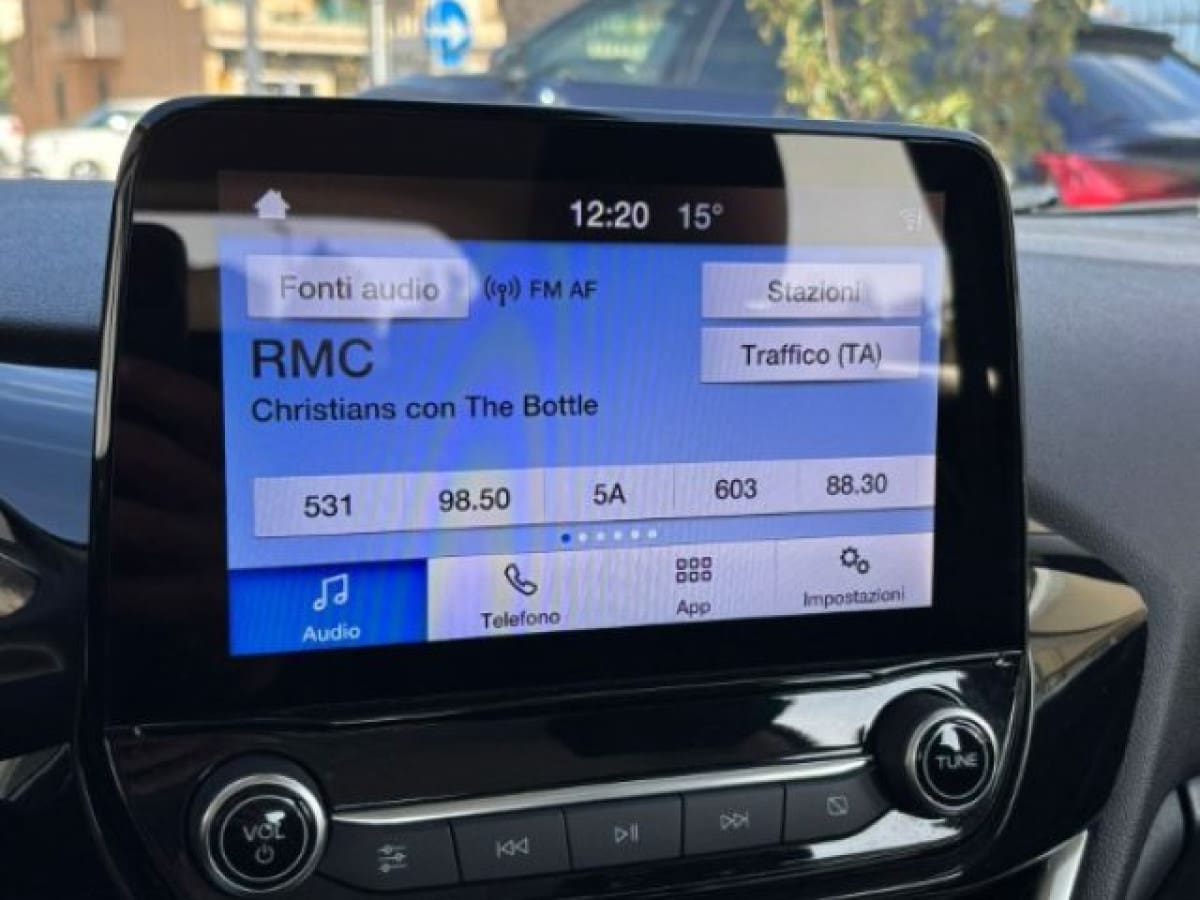 12:20 15°
Fonti audio FM AF Stazioni
RMC Traffico (TA)
Christians con The Bottle
531 98.50 5A 603 88.30
Audio Telefono App Impostazioni
VOL TUNE